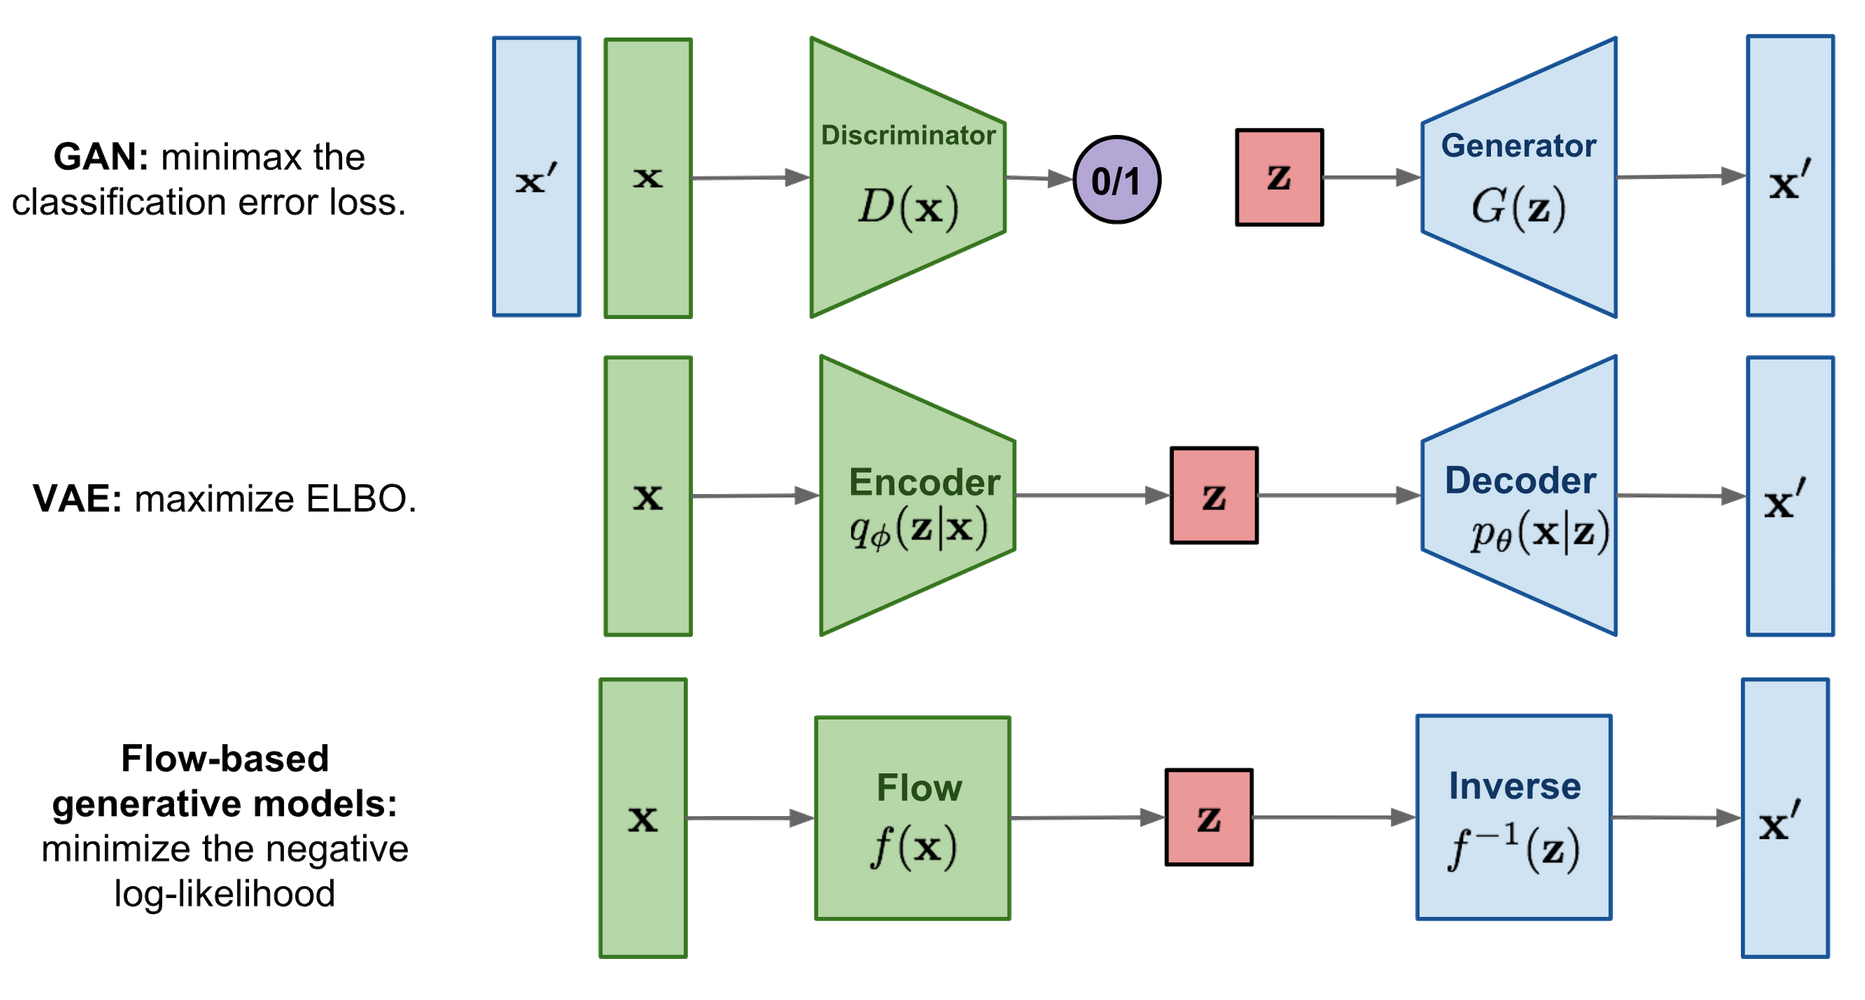 GAN: minimax the
classification error loss.
x′
x
Discriminator
D(x)
0/1
z
Generator
G(z)
x′
VAE: maximize ELBO.
x
Encoder
qϕ(z|x)
z
Decoder
pθ(x|z)
x′
Flow-based
generative models:
minimize the negative
log-likelihood
x
Flow
f(x)
z
Inverse
f⁻¹(z)
x′